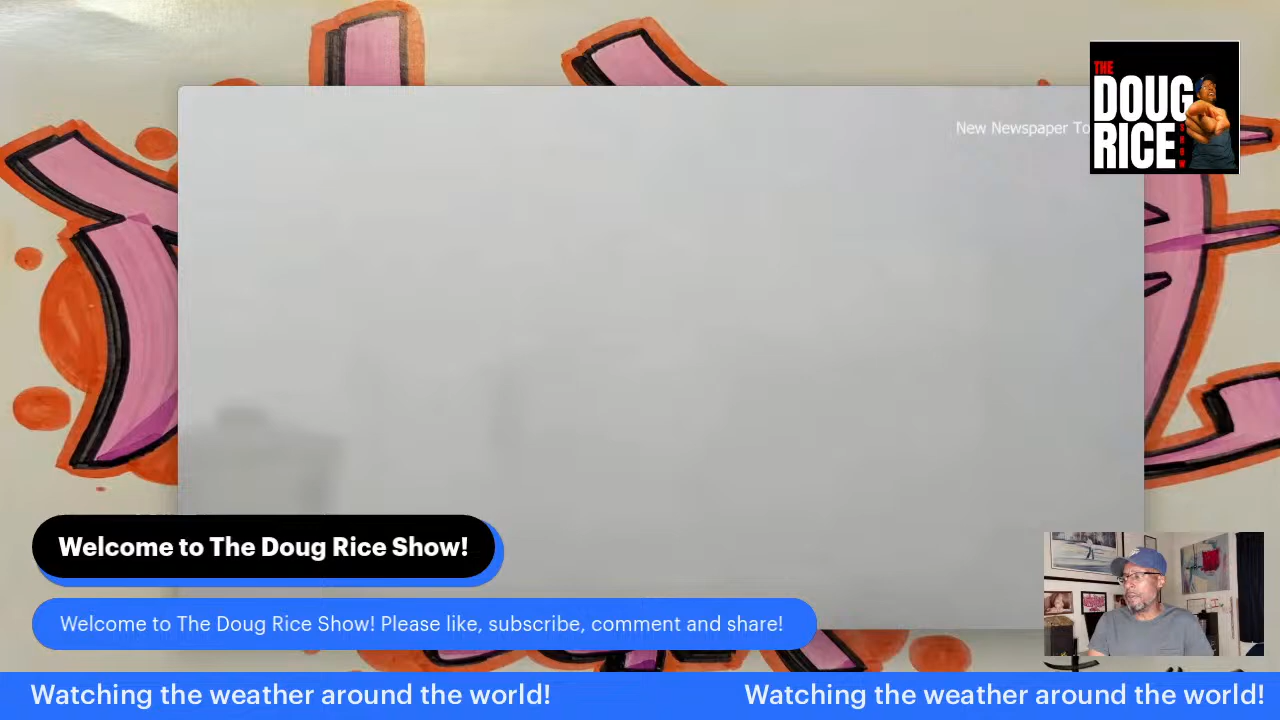 New Newspaper To
THE
DOUG
RICE
SHOW
Welcome to The Doug Rice Show!
Welcome to The Doug Rice Show! Please like, subscribe, comment and share!
Watching the weather around the world!
Watching the weather around the world!